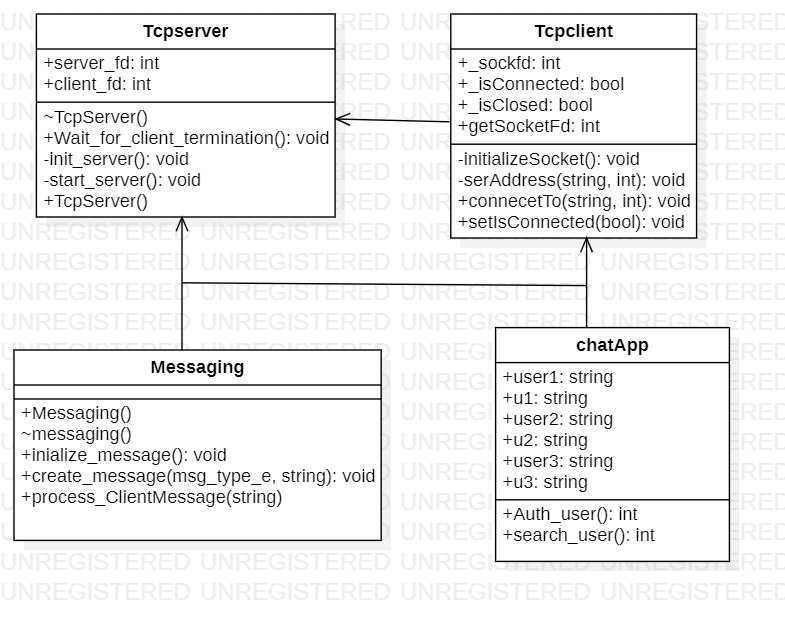 Tcpserver
+server_fd: int
+client_fd: int
~TcpServer()
+Wait_for_client_termination(): void
-init_server(): void
-start_server(): void
+TcpServer()
Tcpclient
+_sockfd: int
+_isConnected: bool
+_isClosed: bool
+getSocketFd: int
-initializeSocket(): void
-serAddress(string, int): void
+connecetTo(string, int): void
+setIsConnected(bool): void
Messaging
+Messaging()
~messaging()
+inialize_message(): void
+create_message(msg_type_e, string): void
+process_ClientMessage(string)
chatApp
+user1: string
+u1: string
+user2: string
+u2: string
+user3: string
+u3: string
+Auth_user(): int
+search_user(): int
UNREGISTERED